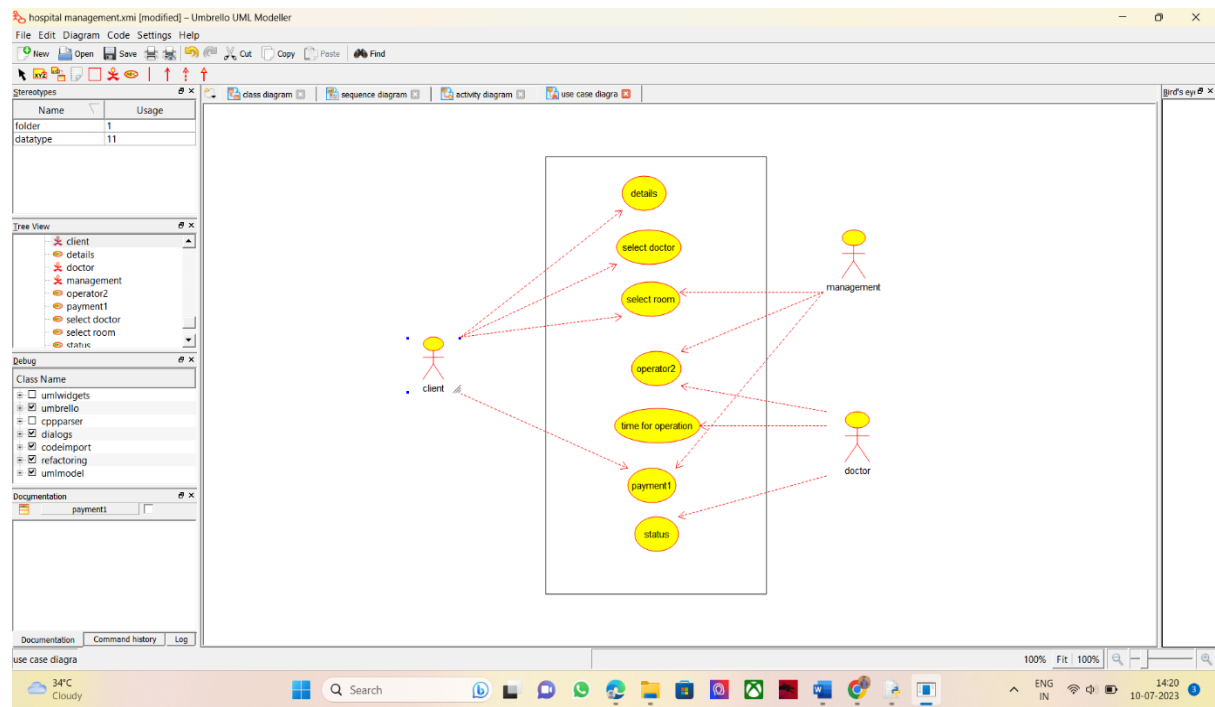 hospital management.xmi [modified] – Umbrello UML Modeller
File Edit Diagram Code Settings Help
New Open Save Cut Copy Paste Find
Stereotypes
class diagram
sequence diagram
activity diagram
use case diagra
Bird's eye
Name Usage
folder 1
datatype 11
Tree View
client
details
doctor
management
operator2
payment1
select doctor
select room
status
Debug
Class Name
umlwidgets
umbrello
cppparser
dialogs
codeimport
refactoring
umlmodel
Documentation
payment1
Documentation Command history Log
details
select doctor
select room
operator2
time for operation
payment1
status
client
management
doctor
use case diagra
100% Fit 100%
34°C
Cloudy
Search
ENG
IN
14:20
10-07-2023
3